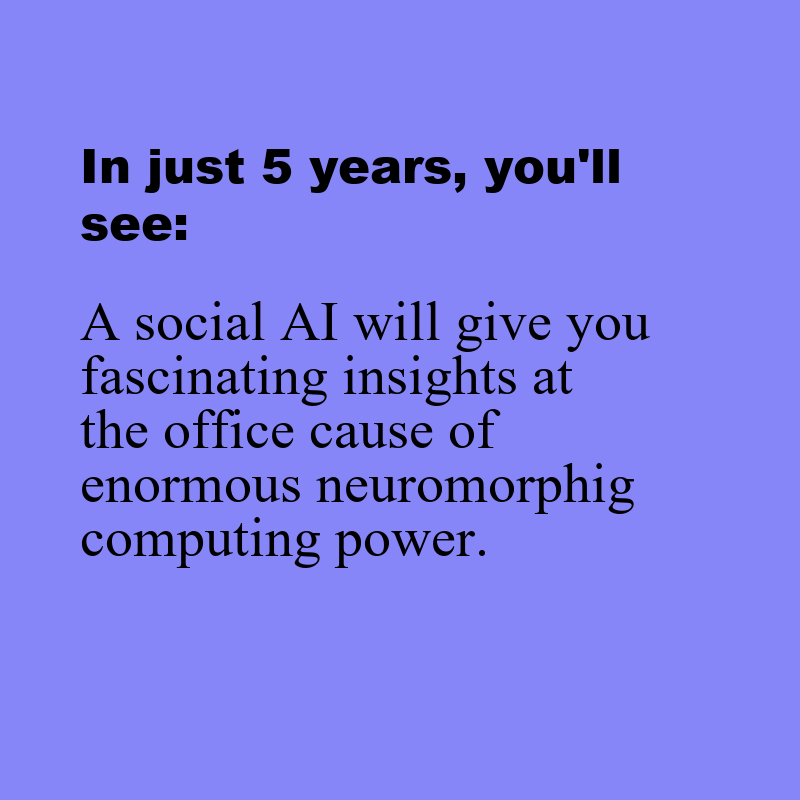 In just 5 years, you'll
see:
A social AI will give you
fascinating insights at
the office cause of
enormous neuromorphig
computing power.